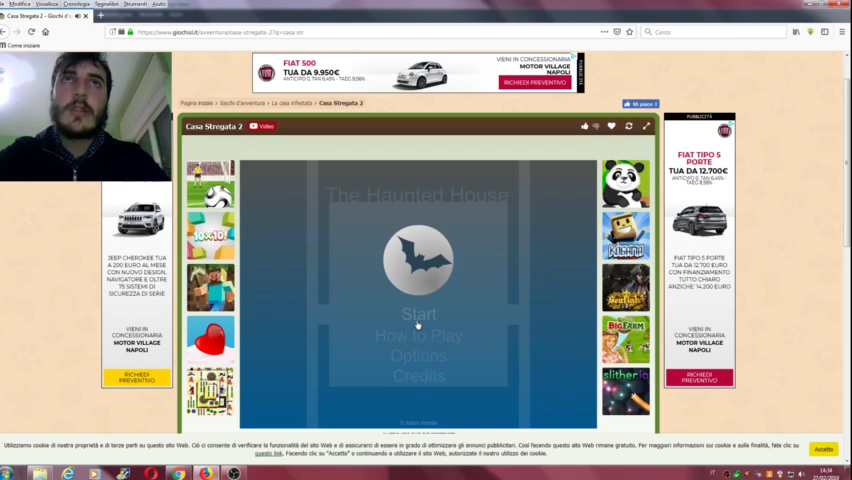 Modifica Visualizza Cronologia Segnalibri Strumenti Aiuto
Casa Stregata 2 - Giochi d'avv
https://www.giochixl.it/avventura/casa-stregata-2?q=casa str
Cerca
Come iniziare
FIAT 500
TUA DA 9.950€
VIENI IN CONCESSIONARIA
MOTOR VILLAGE
NAPOLI
RICHIEDI PREVENTIVO
PUBBLICITÀ
Pagina iniziale > Giochi d'avventura > La casa infestata > Casa Stregata 2
Mi piace 0
Casa Stregata 2 Video
The Haunted House
Start
How to Play
Options
Credits
10x10!
KOGAMA
BIGFARM
slither.io
JEEP CHEROKEE TUA
A 200 EURO AL MESE
CON NUOVO DESIGN,
NAVIGATORE E OLTRE
75 SISTEMI DI
SICUREZZA DI SERIE
VIENI IN
CONCESSIONARIA
MOTOR VILLAGE
NAPOLI
RICHIEDI
PREVENTIVO
PUBBLICITÀ
FIAT TIPO 5
PORTE
TUA DA 12.700€
FIAT TIPO 5 PORTE
TUA DA 12.700 EURO
CON FINANZIAMENTO
TUTTO CHIARO
ANZICHE' 14.200 EURO
VIENI IN
CONCESSIONARIA
MOTOR VILLAGE
NAPOLI
RICHIEDI
PREVENTIVO
Utilizziamo cookie di nostra proprietà e di terze parti su questo sito Web. Ciò ci consente di verificare la funzionalità del sito Web e di assicurarci di essere in grado di ottimizzare gli annunci pubblicitari. Così facendo questo sito Web rimane gratuito. Per maggiori informazioni sui cookie e sulle finalità, fate clic su
questo link. Facendo clic su "Accetto" o continuando a utilizzare il sito Web, autorizzate il nostro utilizzo dei cookie.
Accetto
IT
14:34
27/02/2019